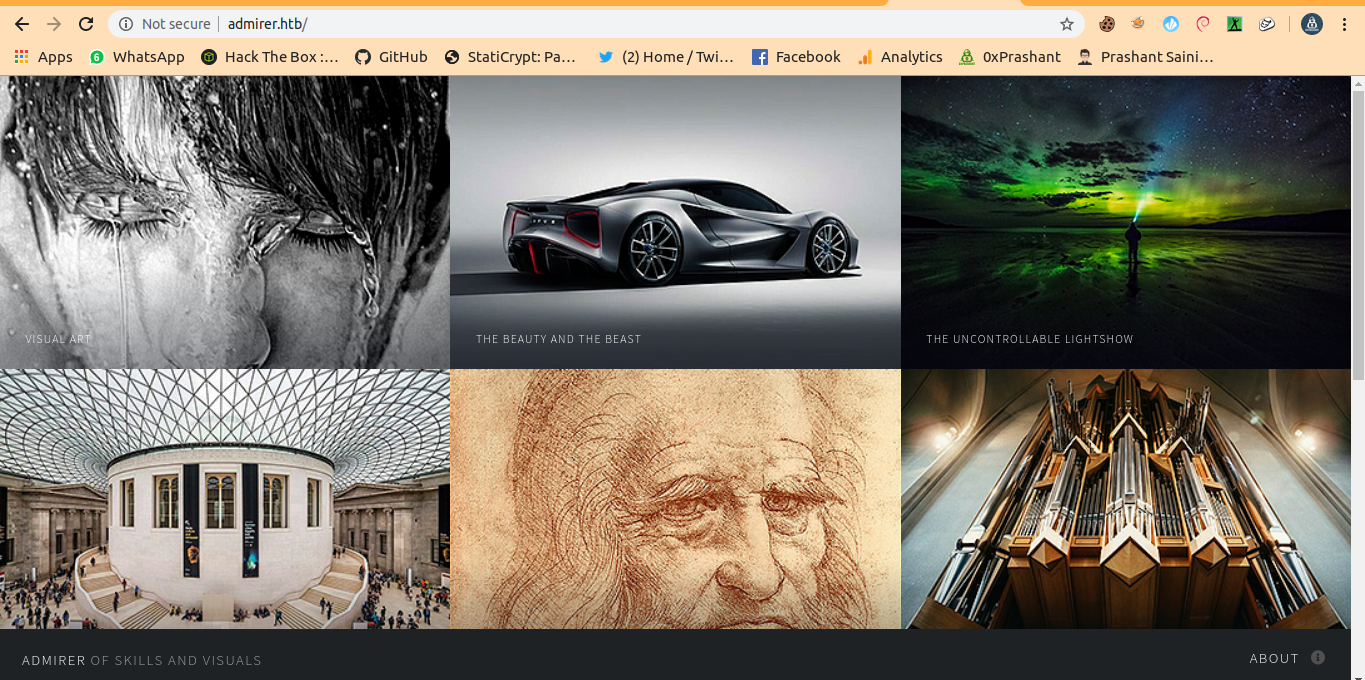 Not secure | admirer.htb/
Apps WhatsApp Hack The Box :... GitHub StatiCrypt: Pa... (2) Home / Twi... Facebook Analytics 0xPrashant Prashant Saini...
VISUAL ART
THE BEAUTY AND THE BEAST
THE UNCONTROLLABLE LIGHTSHOW
ADMIRER OF SKILLS AND VISUALS
ABOUT